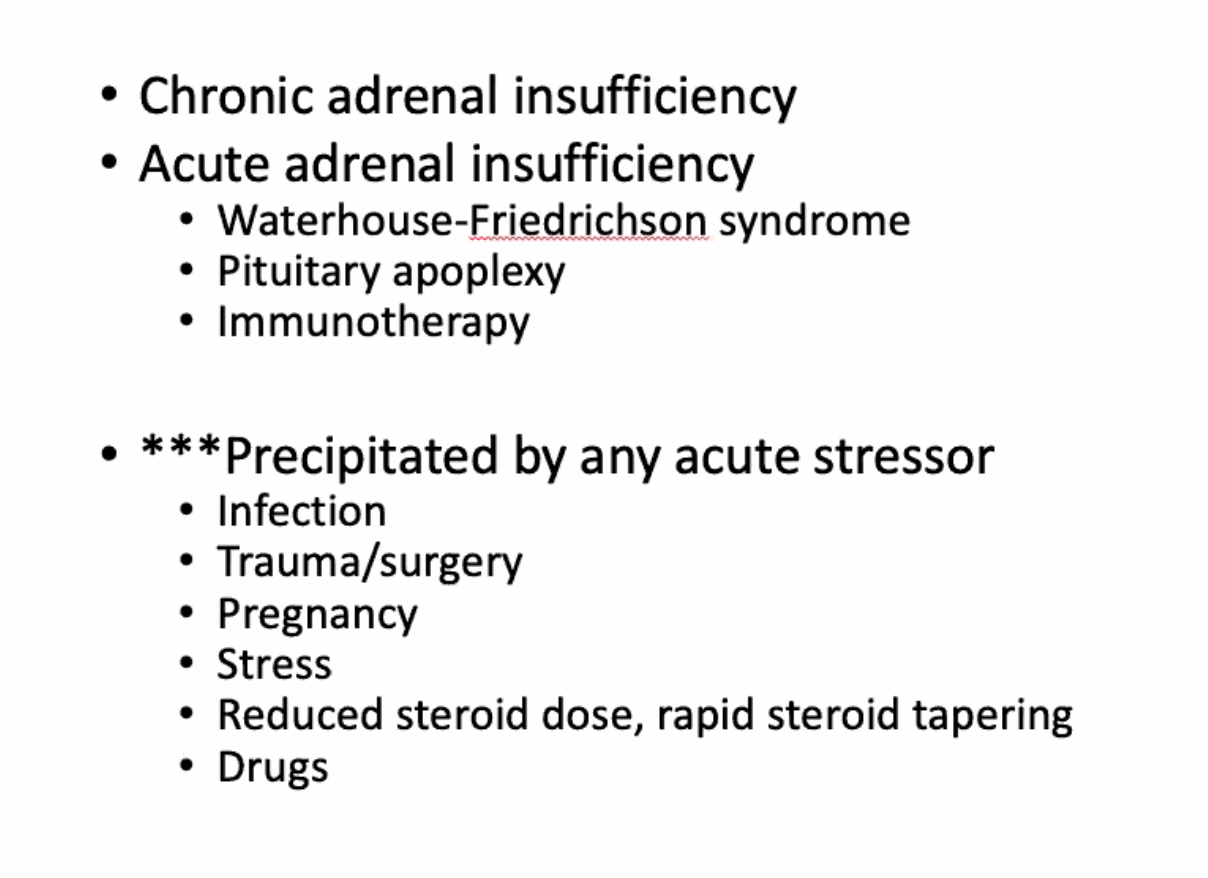 • Chronic adrenal insufficiency
• Acute adrenal insufficiency
• Waterhouse-Friedrichson syndrome
• Pituitary apoplexy
• Immunotherapy
• ***Precipitated by any acute stressor
• Infection
• Trauma/surgery
• Pregnancy
• Stress
• Reduced steroid dose, rapid steroid tapering
• Drugs